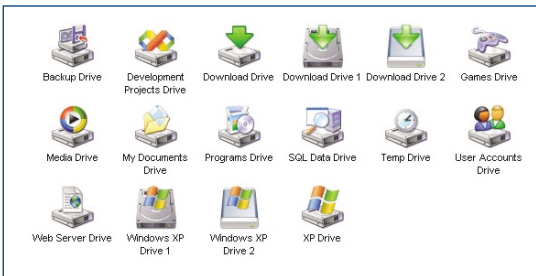 Backup Drive
Development
Projects Drive
Download Drive
Download Drive 1
Download Drive 2
Games Drive
Media Drive
My Documents
Drive
Programs Drive
SQL Data Drive
Temp Drive
User Accounts
Drive
Web Server Drive
Windows XP
Drive 1
Windows XP
Drive 2
XP Drive